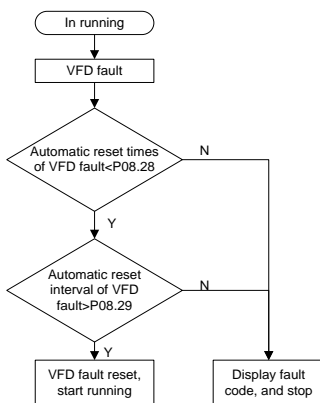 In running
VFD fault
Automatic reset times
of VFD fault<P08.28
N
Y
Automatic reset
interval of VFD
fault>P08.29
N
Y
VFD fault reset,
start running
Display fault
code, and stop